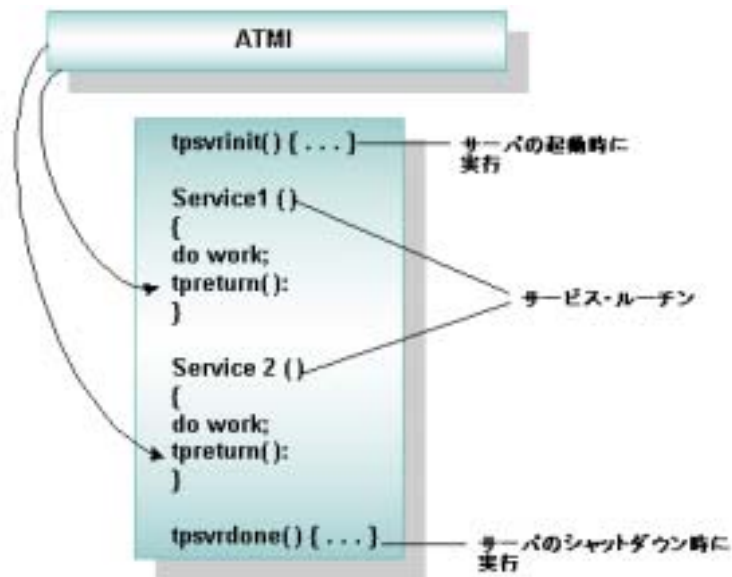 ATMI
tpsvrinit() { . . . }
サーバの起動時に
実行
Service1 ()
{
do work;
tpreturn():
}
サービス・ルーチン
Service 2 ()
{
do work;
tpreturn():
}
tpsvrdone() { . . . }
サーバのシャットダウン時に
実行